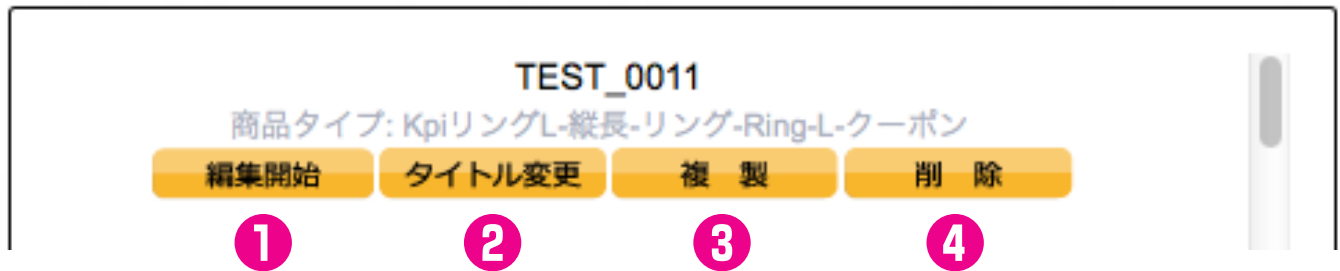 TEST_0011
商品タイプ: KpiリングL-縦長-リング-Ring-L-クーポン
編集開始 タイトル変更 複 製 削 除
1 2 3 4